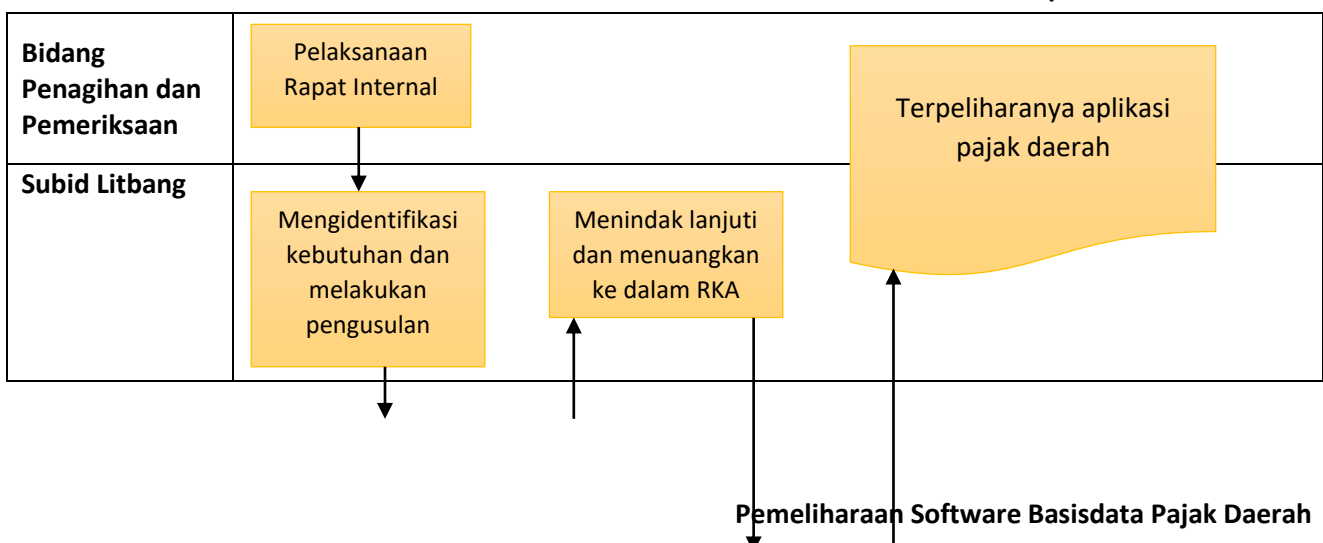 Bidang
Penagihan dan
Pemeriksaan
Pelaksanaan
Rapat Internal
Terpeliharanya aplikasi
pajak daerah
Subid Litbang
Mengidentifikasi
kebutuhan dan
melakukan
pengusulan
Menindak lanjuti
dan menuangkan
ke dalam RKA
Pemeliharaan Software Basisdata Pajak Daerah